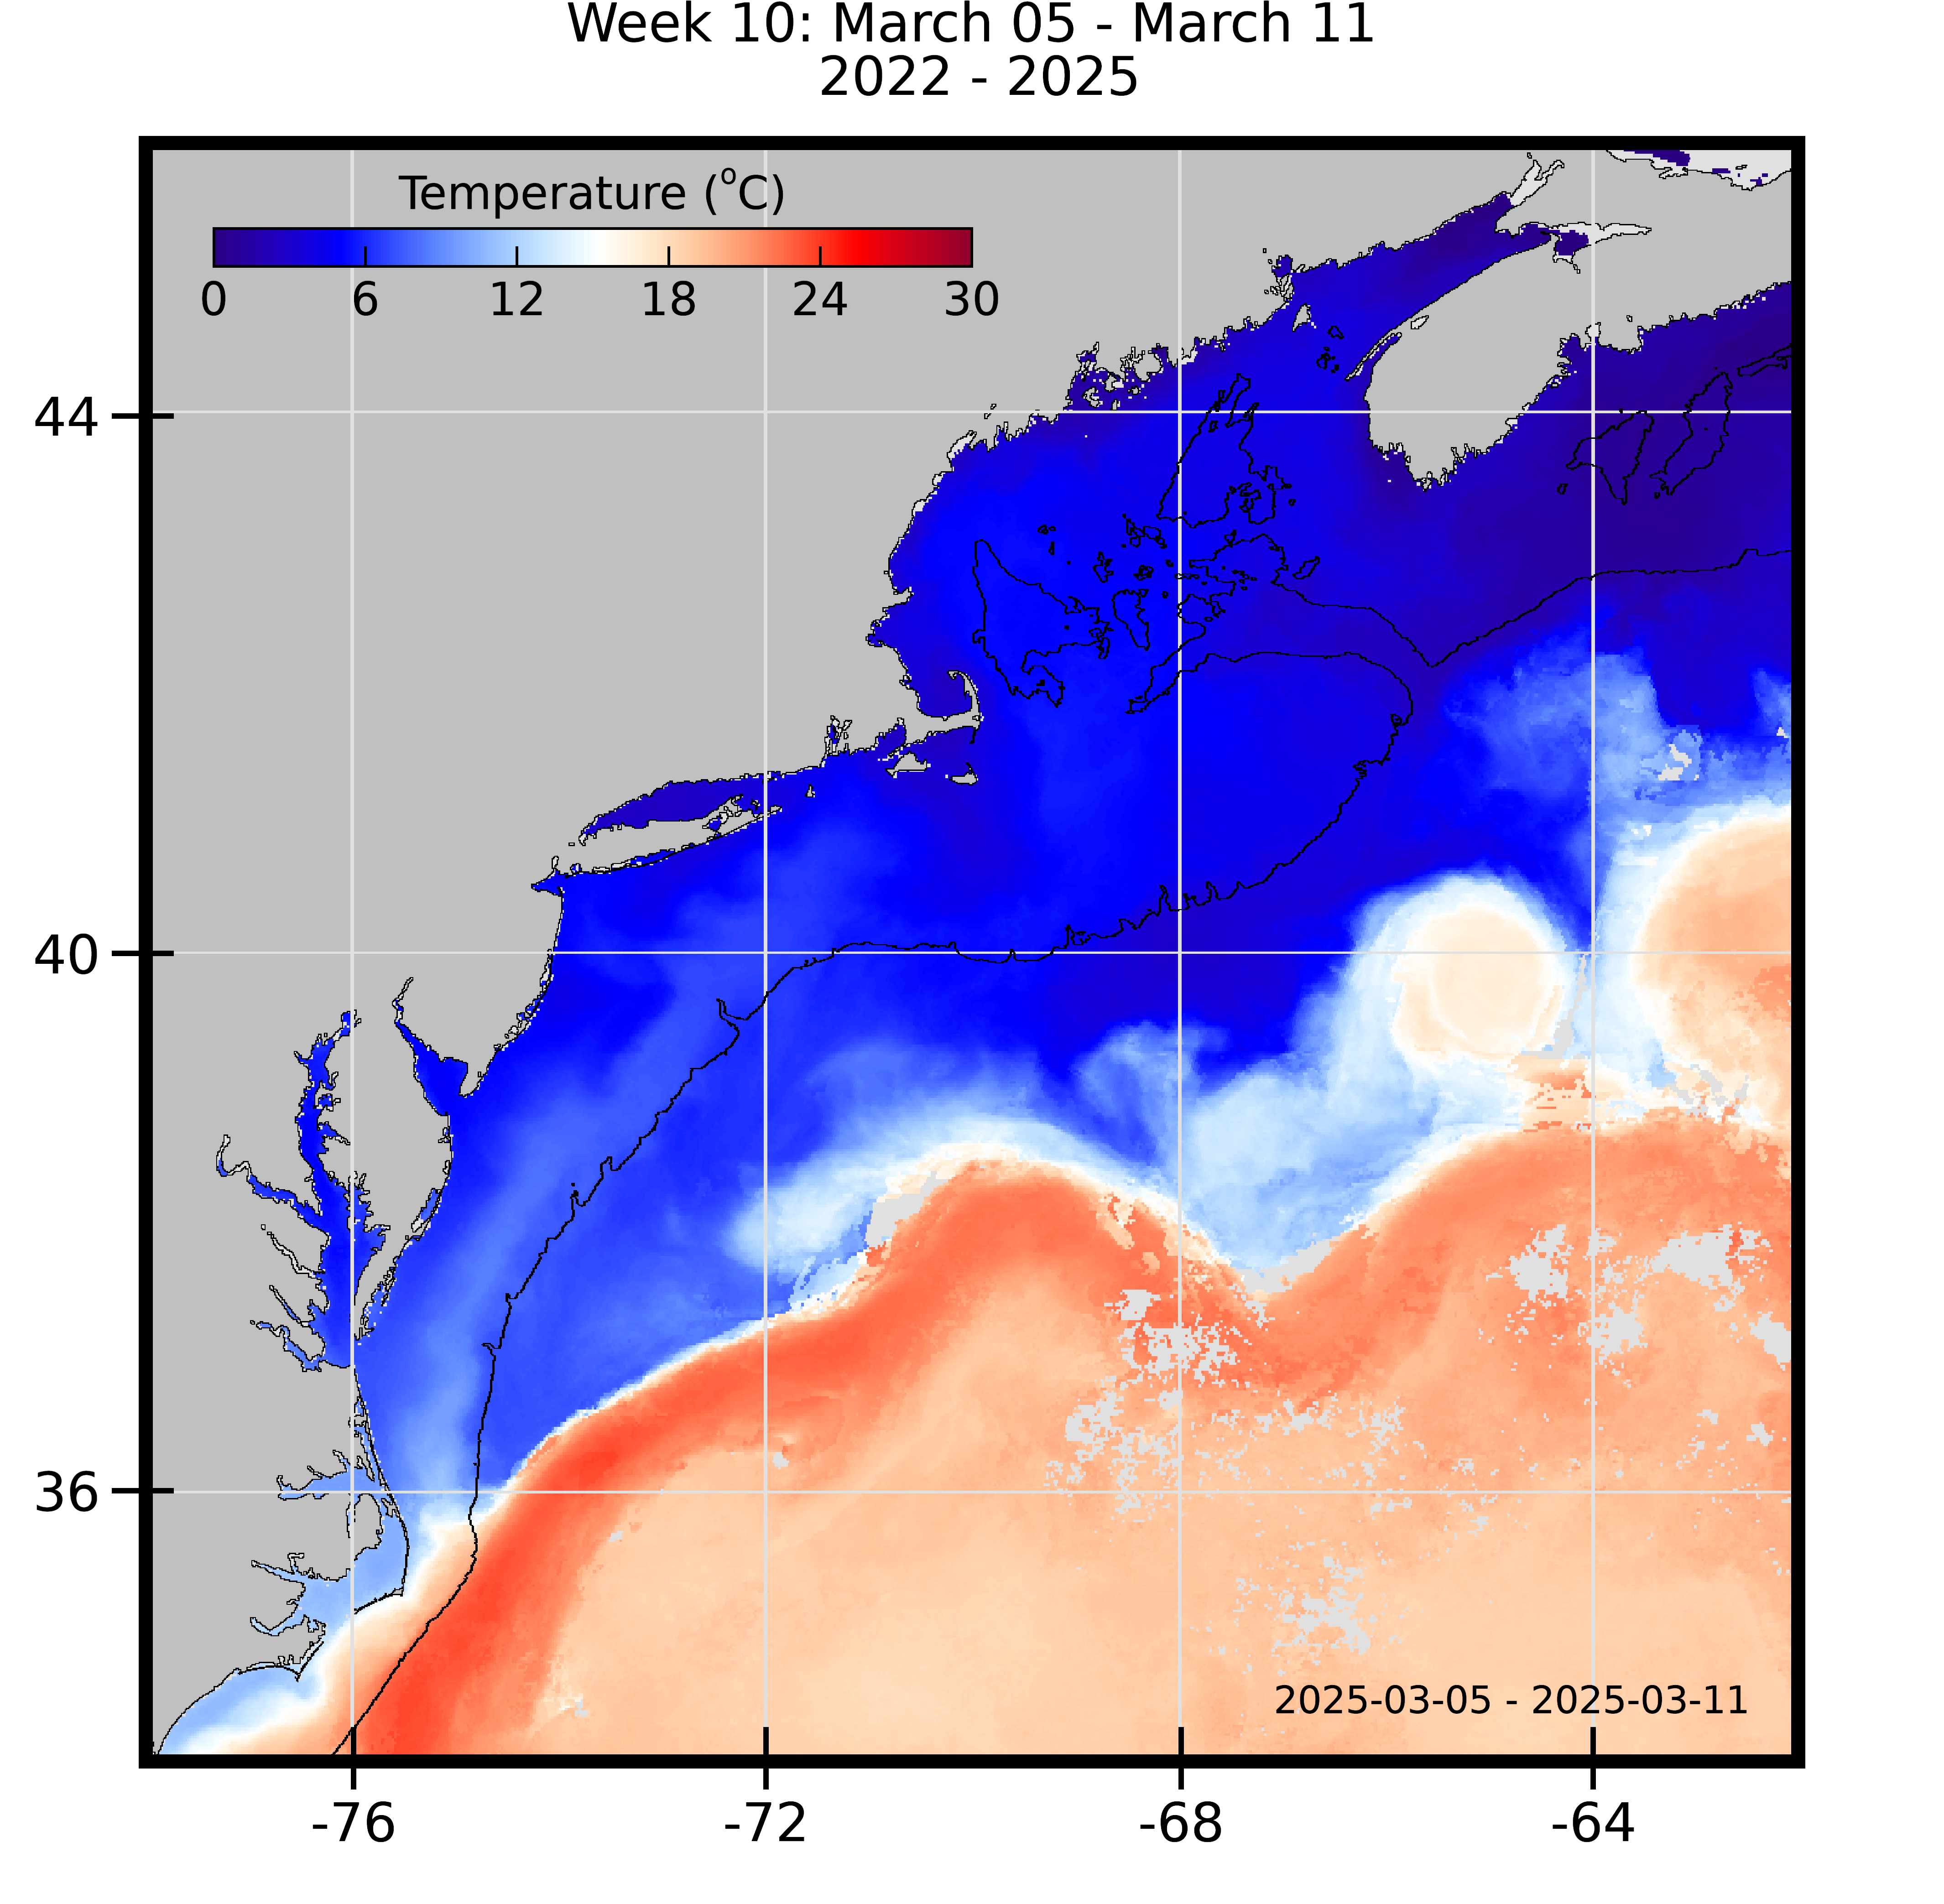 Week 10: March 05 - March 11
2022 - 2025
Temperature (°C)
0 6 12 18 24 30
44
40
36
2025-03-05 - 2025-03-11
-76 -72 -68 -64